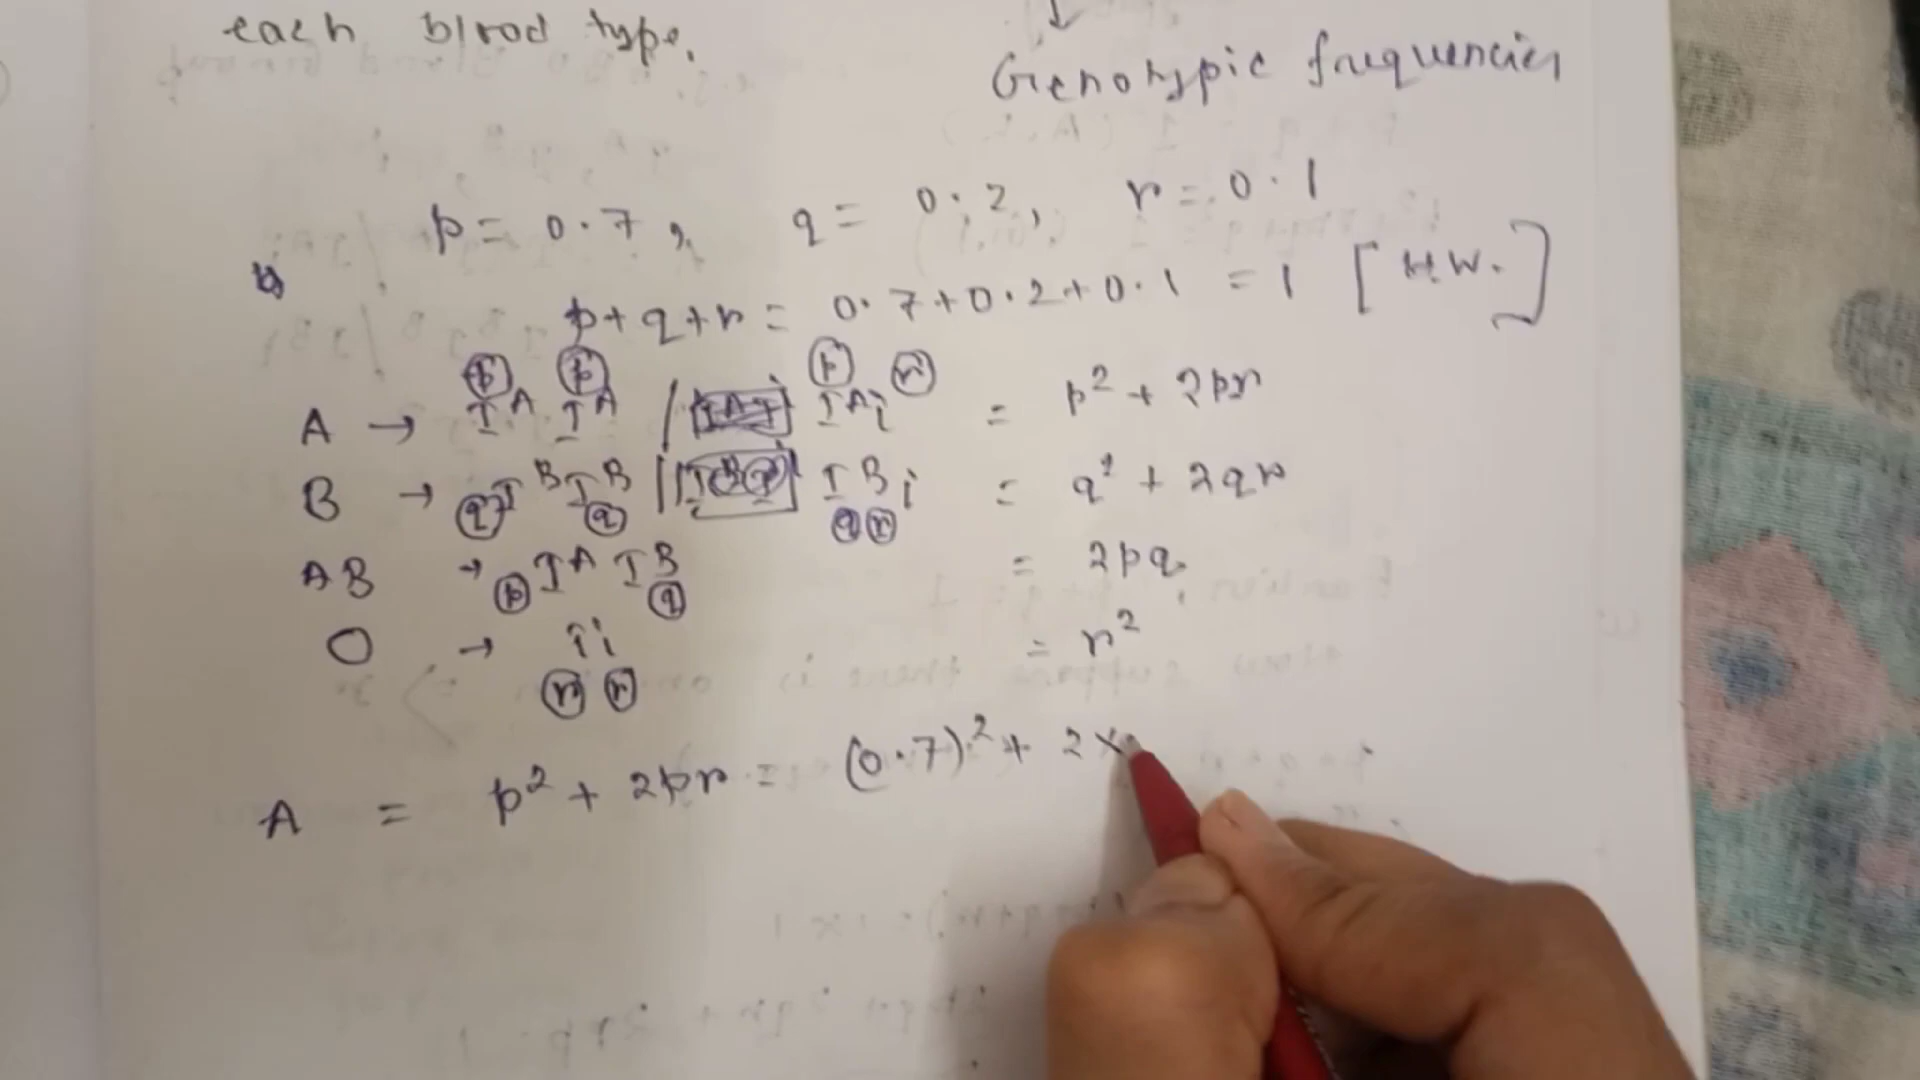 each blood type.
Genotypic frequencies
p = 0.7, q = 0.2, r = 0.1
p + q + r = 0.7 + 0.2 + 0.1 = 1 [H.W.]
p p p r
A → I^A I^A / I^A i = p² + 2pr
B → q I^B I^B / I^B i = q² + 2qr
q q r
AB → p I^A I^B = 2pq
q
O → ii = r²
r r
A = p² + 2pr = (0.7)² + 2 ×